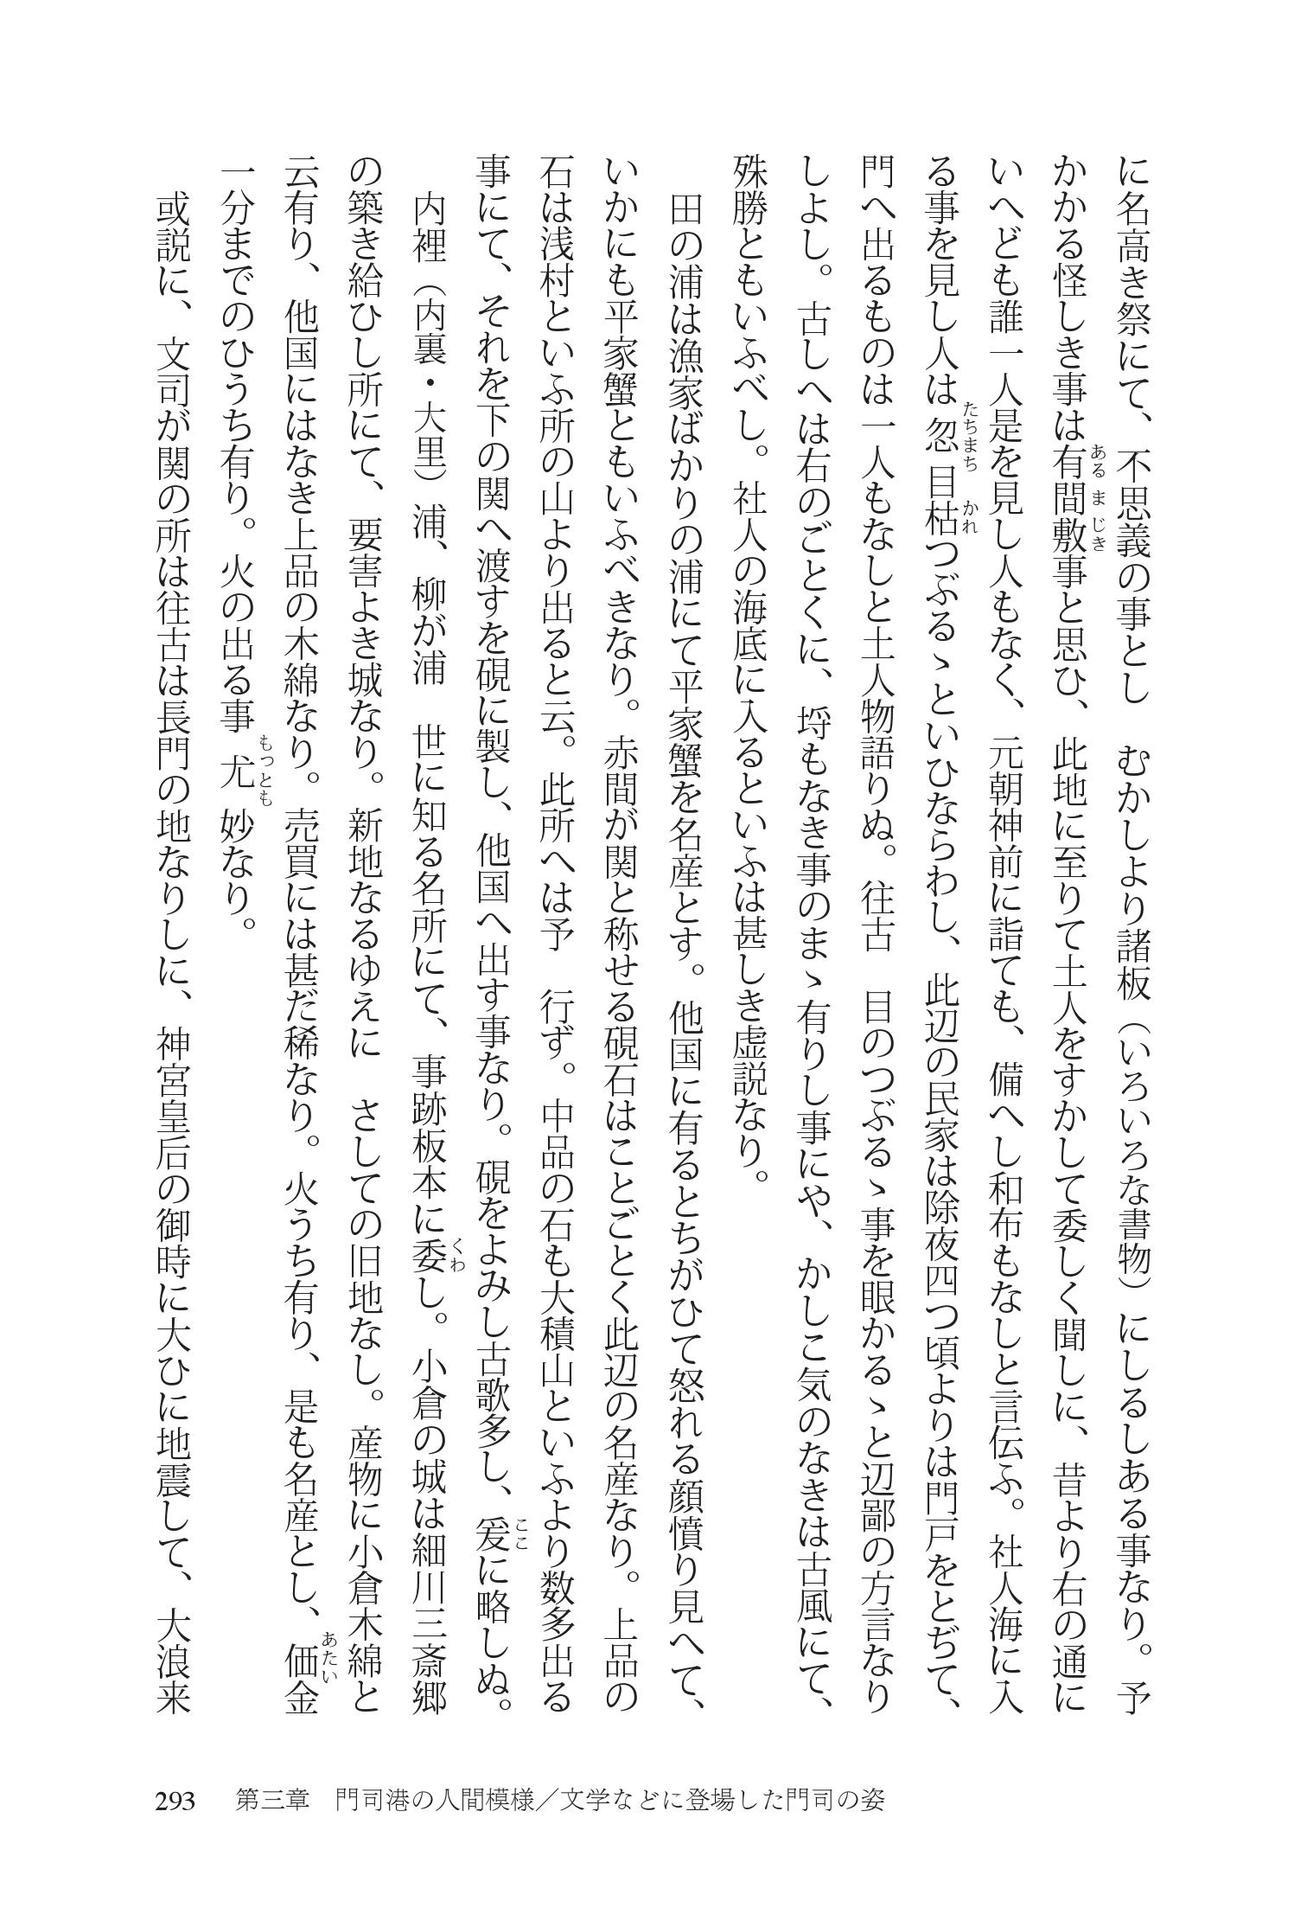 に名高き祭にて、不思義の事とし　むかしより諸板（いろいろな書物）にしるしある事なり。予
かかる怪しき事は有間敷事と思ひ、此地に至りて土人をすかして委しく聞しに、昔より右の通に
いへども誰一人是を見し人もなく、元朝神前に詣ても、備へし和布もなしと言伝ふ。社人海に入
る事を見し人は忽目枯つぶるゝといひならわし、此辺の民家は除夜四つ頃よりは門戸をとぢて、
門へ出るものは一人もなしと土人物語りぬ。往古　目のつぶるゝ事を眼かるゝと辺鄙の方言なり
しよし。古しへは右のごとくに、埒もなき事のまゝ有りし事にや、かしこ気のなきは古風にて、
殊勝ともいふべし。社人の海底に入るといふは甚しき虚説なり。
　田の浦は漁家ばかりの浦にて平家蟹を名産とす。他国に有るとちがひて怒れる顔憤り見へて、
いかにも平家蟹ともいふべきなり。赤間が関と称せる硯石はことごとく此辺の名産なり。上品の
石は浅村といふ所の山より出ると云。此所へは予　行ず。中品の石も大積山といふより数多出る
事にて、それを下の関へ渡すを硯に製し、他国へ出す事なり。硯をよみし古歌多し、爰に略しぬ。
　内裡（内裏・大里）浦、柳が浦　世に知る名所にて、事跡板本に委し。小倉の城は細川三斎郷
の築き給ひし所にて、要害よき城なり。新地なるゆえに　さしての旧地なし。産物に小倉木綿と
云有り、他国にはなき上品の木綿なり。売買には甚だ稀なり。火うち有り、是も名産とし、価金
一分までのひうち有り。火の出る事尤妙なり。
　或説に、文司が関の所は往古は長門の地なりしに、神宮皇后の御時に大ひに地震して、大浪来
ある ま じき
たちまち
かれ
ここ
くわ
あたい
もっとも
293　第三章　門司港の人間模様／文学などに登場した門司の姿